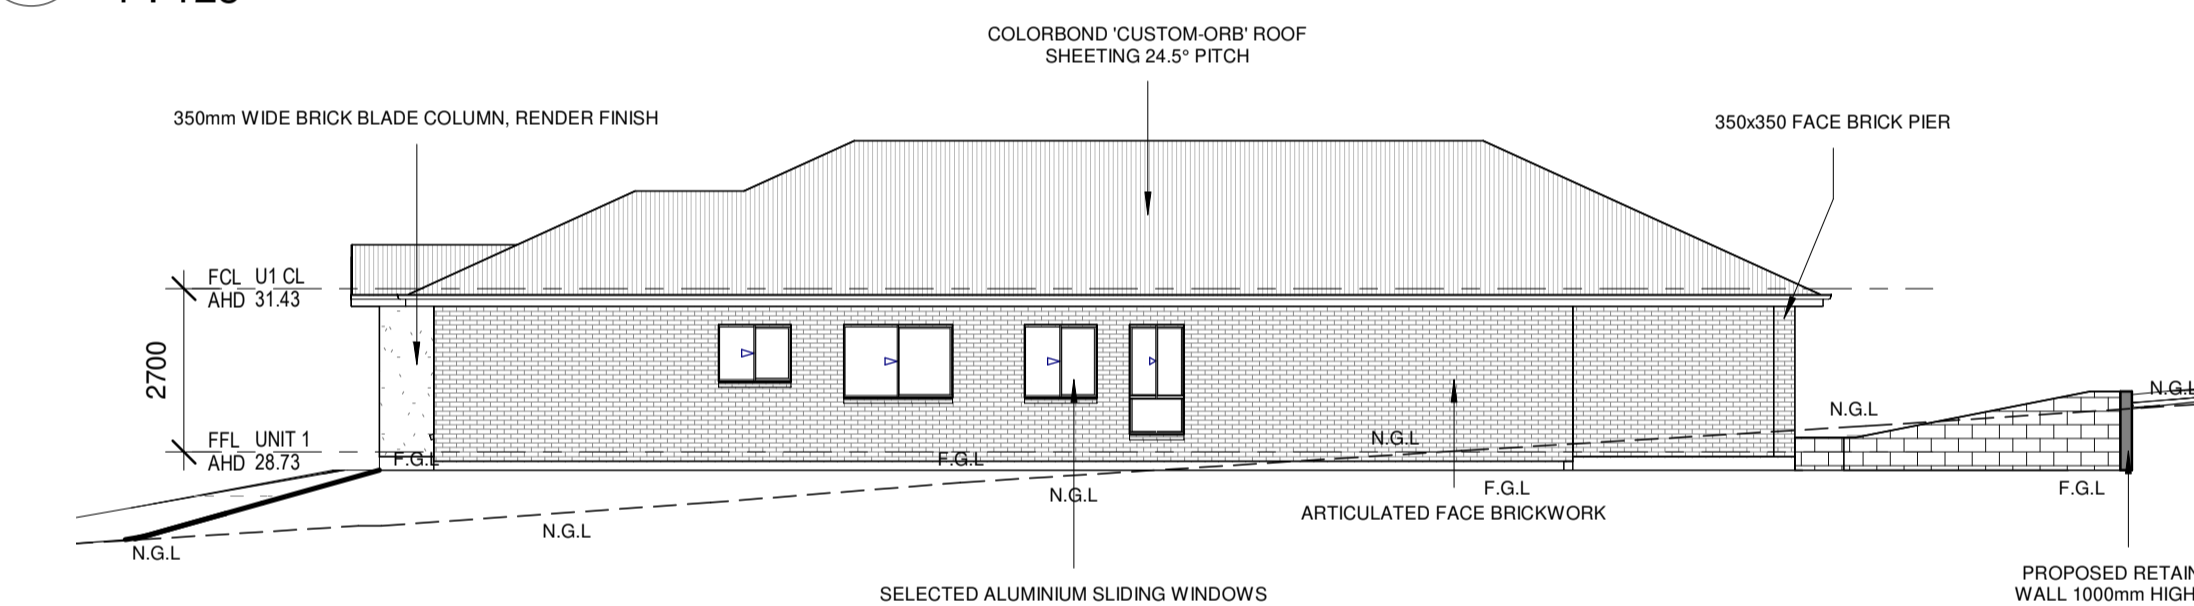 COLORBOND 'CUSTOM-ORB' ROOF
SHEETING 24.5° PITCH
350mm WIDE BRICK BLADE COLUMN, RENDER FINISH
350x350 FACE BRICK PIER
FCL U1 CL
AHD 31.43
2700
FFL UNIT 1
AHD 28.73
F.G.L
F.G.L
N.G.L
N.G.L
N.G.L
N.G.L
F.G.L
F.G.L
ARTICULATED FACE BRICKWORK
N.G.L
N.G.L
SELECTED ALUMINIUM SLIDING WINDOWS
PROPOSED RETAIN
WALL 1000mm HIGH